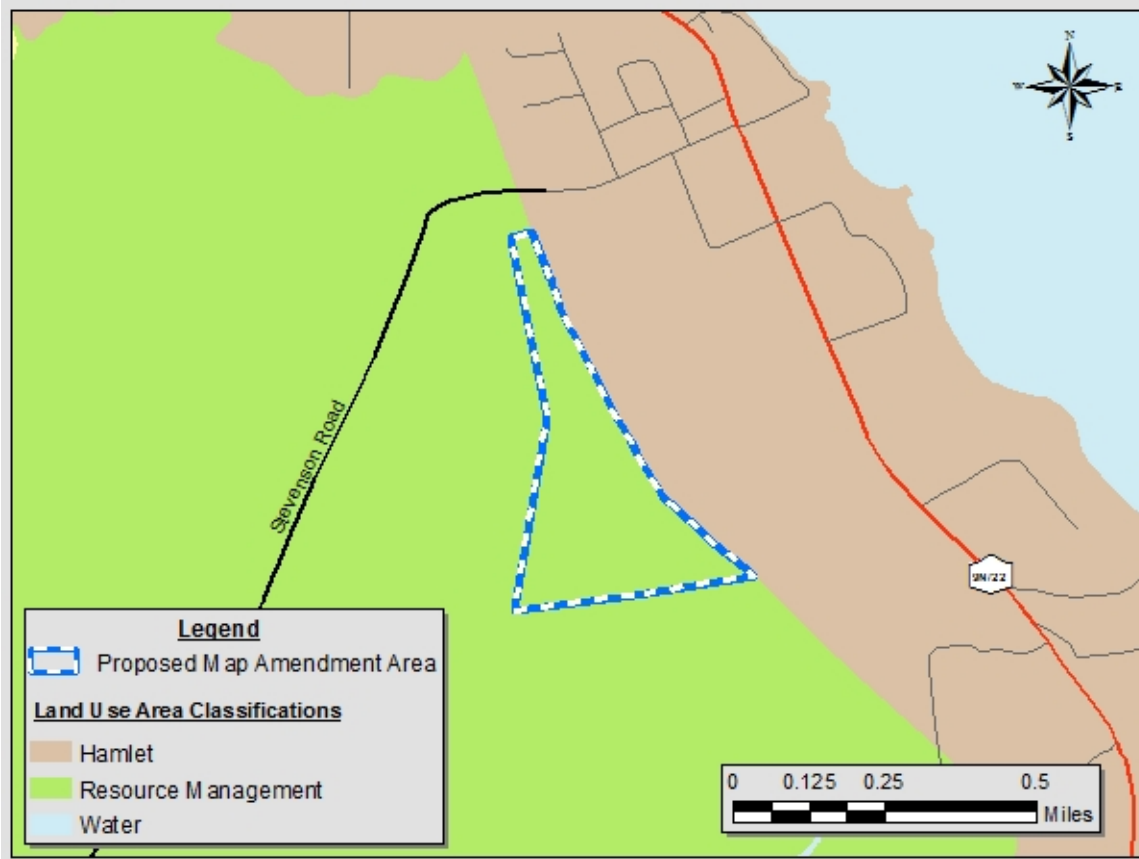 N
W E
S
Stevenson Road
9N/22
Legend
Proposed Map Amendment Area
Land Use Area Classifications
Hamlet
Resource Management
Water
0 0.125 0.25 0.5
Miles